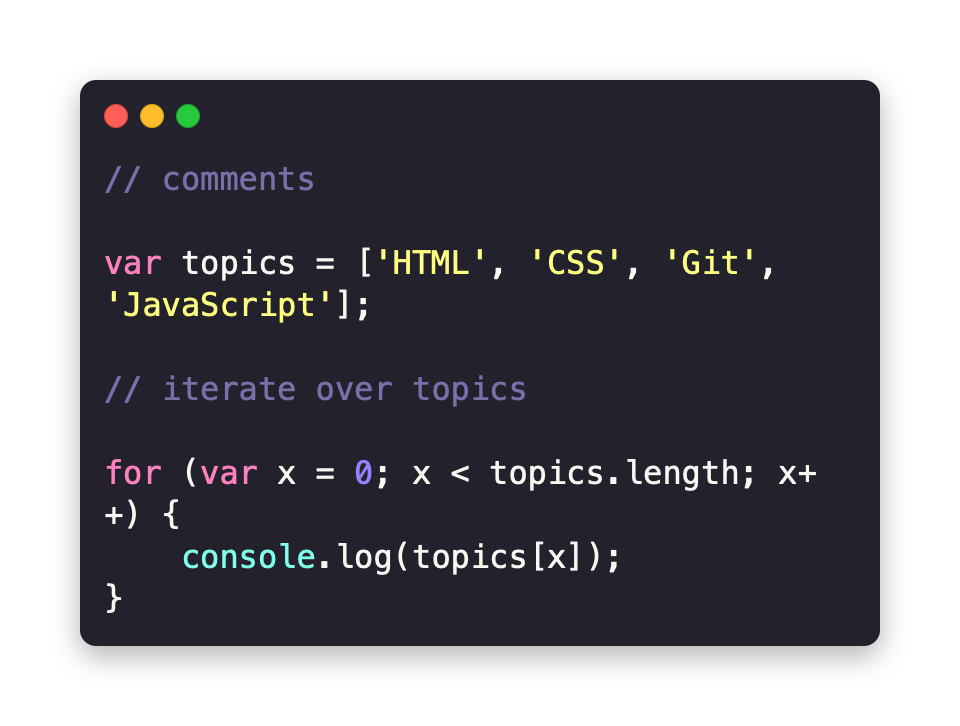 // comments
var topics = ['HTML', 'CSS', 'Git',
'JavaScript'];
// iterate over topics
for (var x = 0; x < topics.length; x+
+) {
    console.log(topics[x]);
}